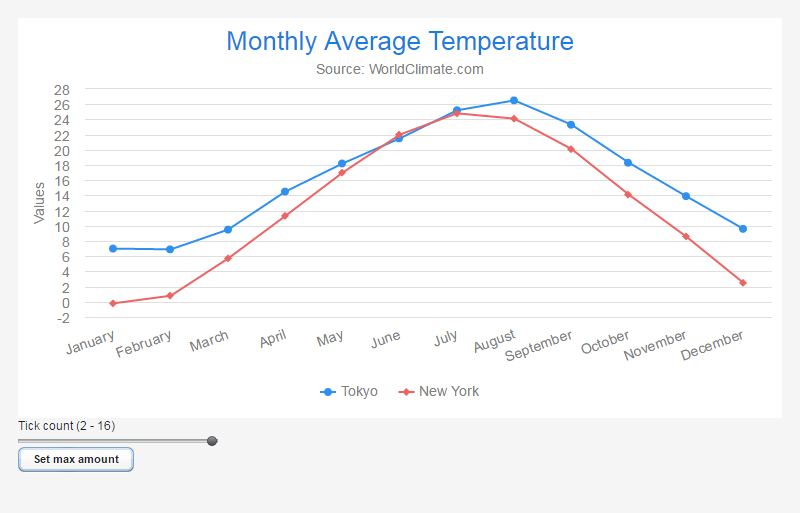 Monthly Average Temperature
Source: WorldClimate.com
28
26
24
22
20
18
16
14
12
10
8
6
4
2
0
-2
Values
January February March April May June July August September October November December
Tokyo New York
Tick count (2 - 16)
Set max amount